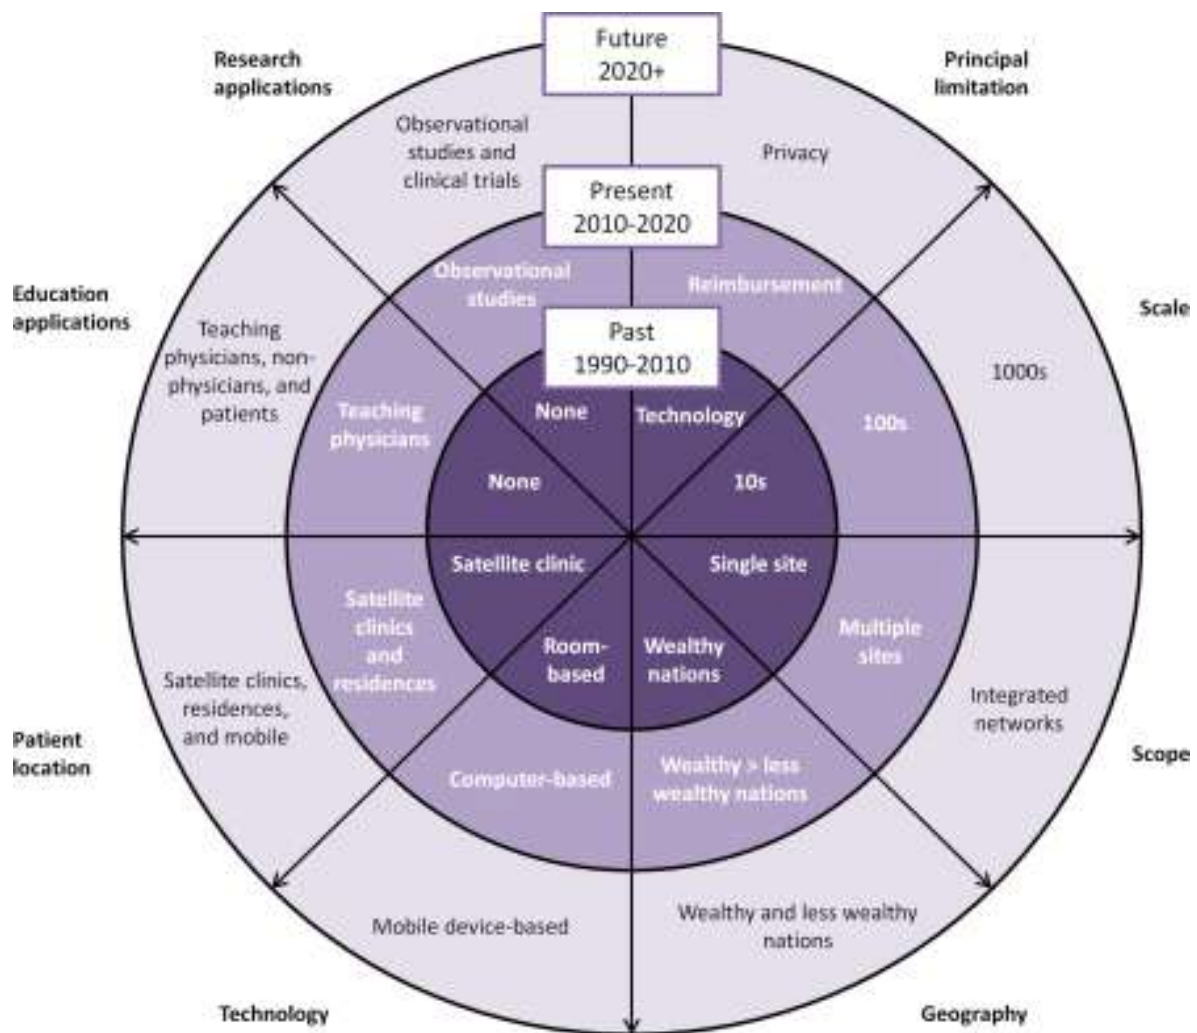 Future
2020+
Research
applications
Principal
limitation
Observational
studies and
clinical trials
Privacy
Present
2010-2020
Observational
studies
Reimbursement
Education
applications
Scale
Teaching
physicians, non-
physicians, and
patients
1000s
Past
1990-2010
Teaching
physicians
None
Technology
100s
None
10s
Satellite clinic
Single site
Satellite
clinics
and
residences
Room-
based
Wealthy
nations
Multiple
sites
Satellite clinics,
residences,
and mobile
Integrated
networks
Patient
location
Scope
Computer-based
Wealthy > less
wealthy nations
Mobile device-based
Wealthy and less wealthy
nations
Technology
Geography